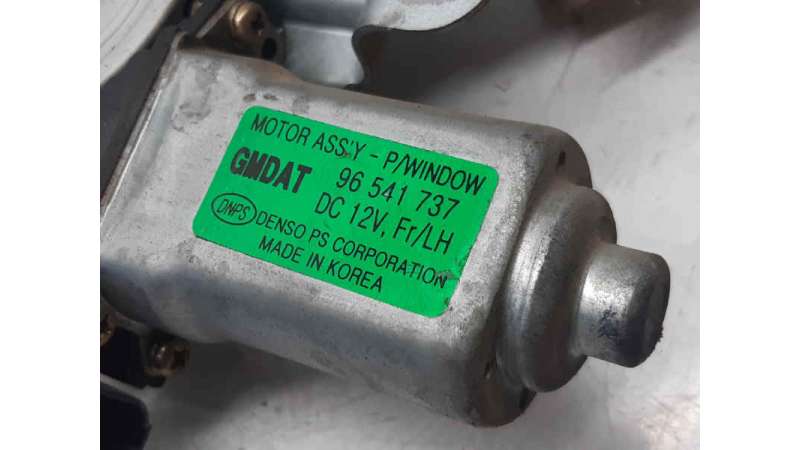 MOTOR ASS'Y - P/WINDOW
GMDAT 96 541 737
DC 12V, Fr/LH
DNPS DENSO PS CORPORATION
MADE IN KOREA